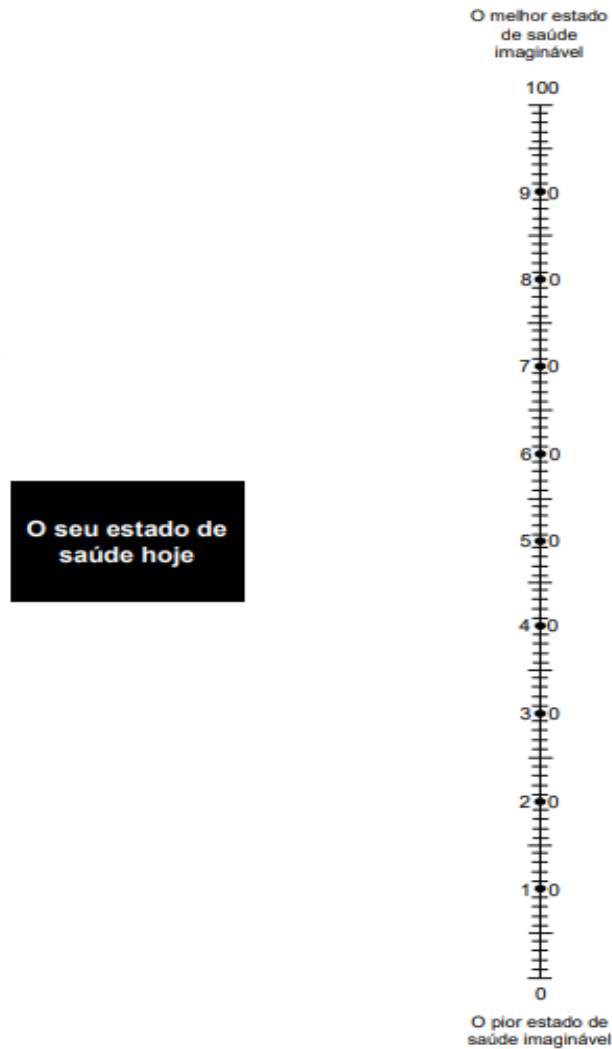 O melhor estado
de saúde
imaginável
100
90
80
70
60
O seu estado de
saúde hoje
50
40
30
20
10
0
O pior estado de
saúde imaginável